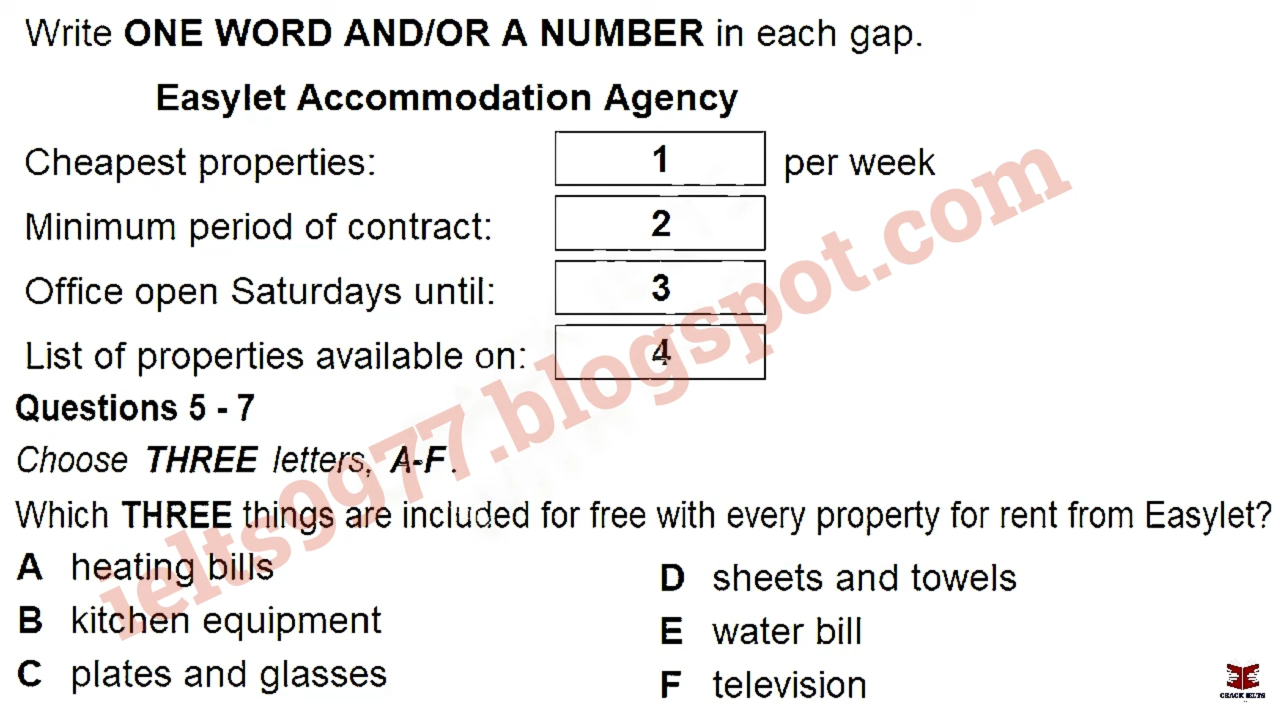 Write ONE WORD AND/OR A NUMBER in each gap.
Easylet Accommodation Agency
Cheapest properties: 1 per week
Minimum period of contract: 2
Office open Saturdays until: 3
List of properties available on: 4
Questions 5 - 7
Choose THREE letters, A-F.
Which THREE things are included for free with every property for rent from Easylet?
A heating bills
B kitchen equipment
C plates and glasses
D sheets and towels
E water bill
F television
ielts9977.blogspot.com
CRACK IELTS